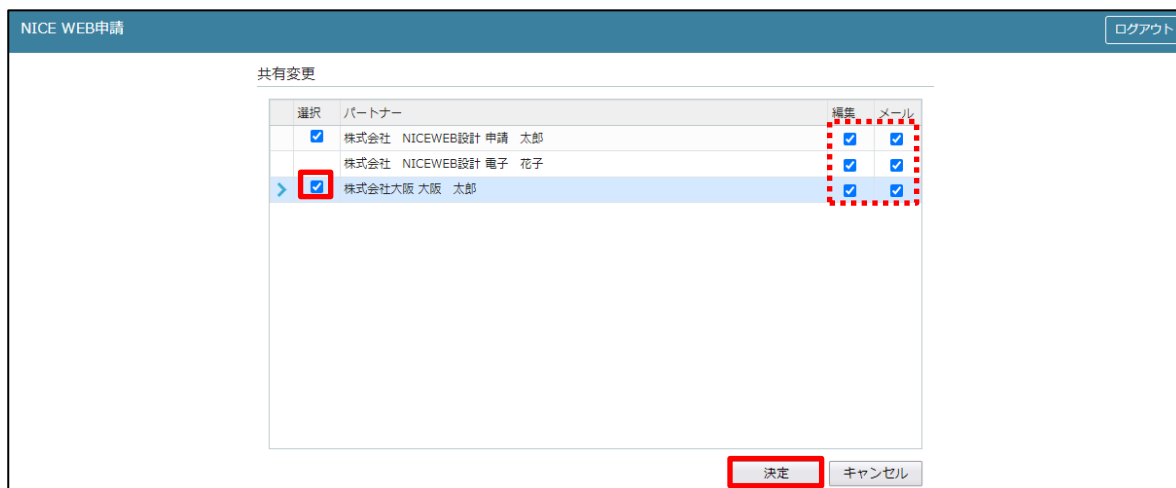 NICE WEB申請 ログアウト
共有変更
選択 パートナー 編集 メール
株式会社　NICEWEB設計 申請　太郎
株式会社　NICEWEB設計 電子　花子
株式会社大阪 大阪　太郎
決定 キャンセル